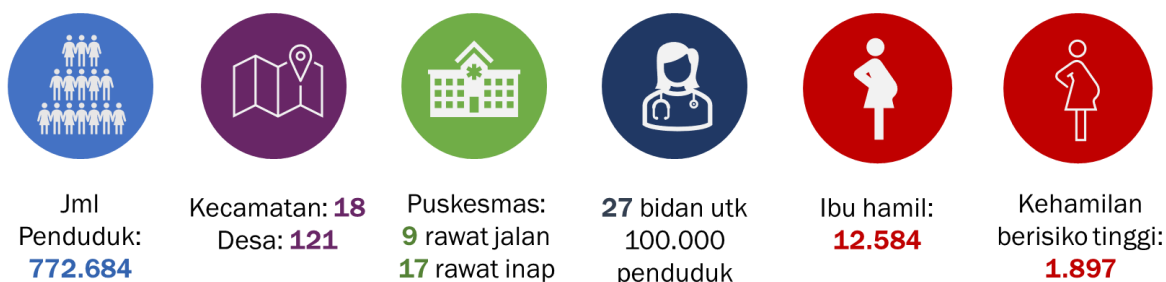 Jml
Penduduk:
772.684
Kecamatan: 18
Desa: 121
Puskesmas:
9 rawat jalan
17 rawat inap
27 bidan utk
100.000
penduduk
Ibu hamil:
12.584
Kehamilan
berisiko tinggi:
1.897